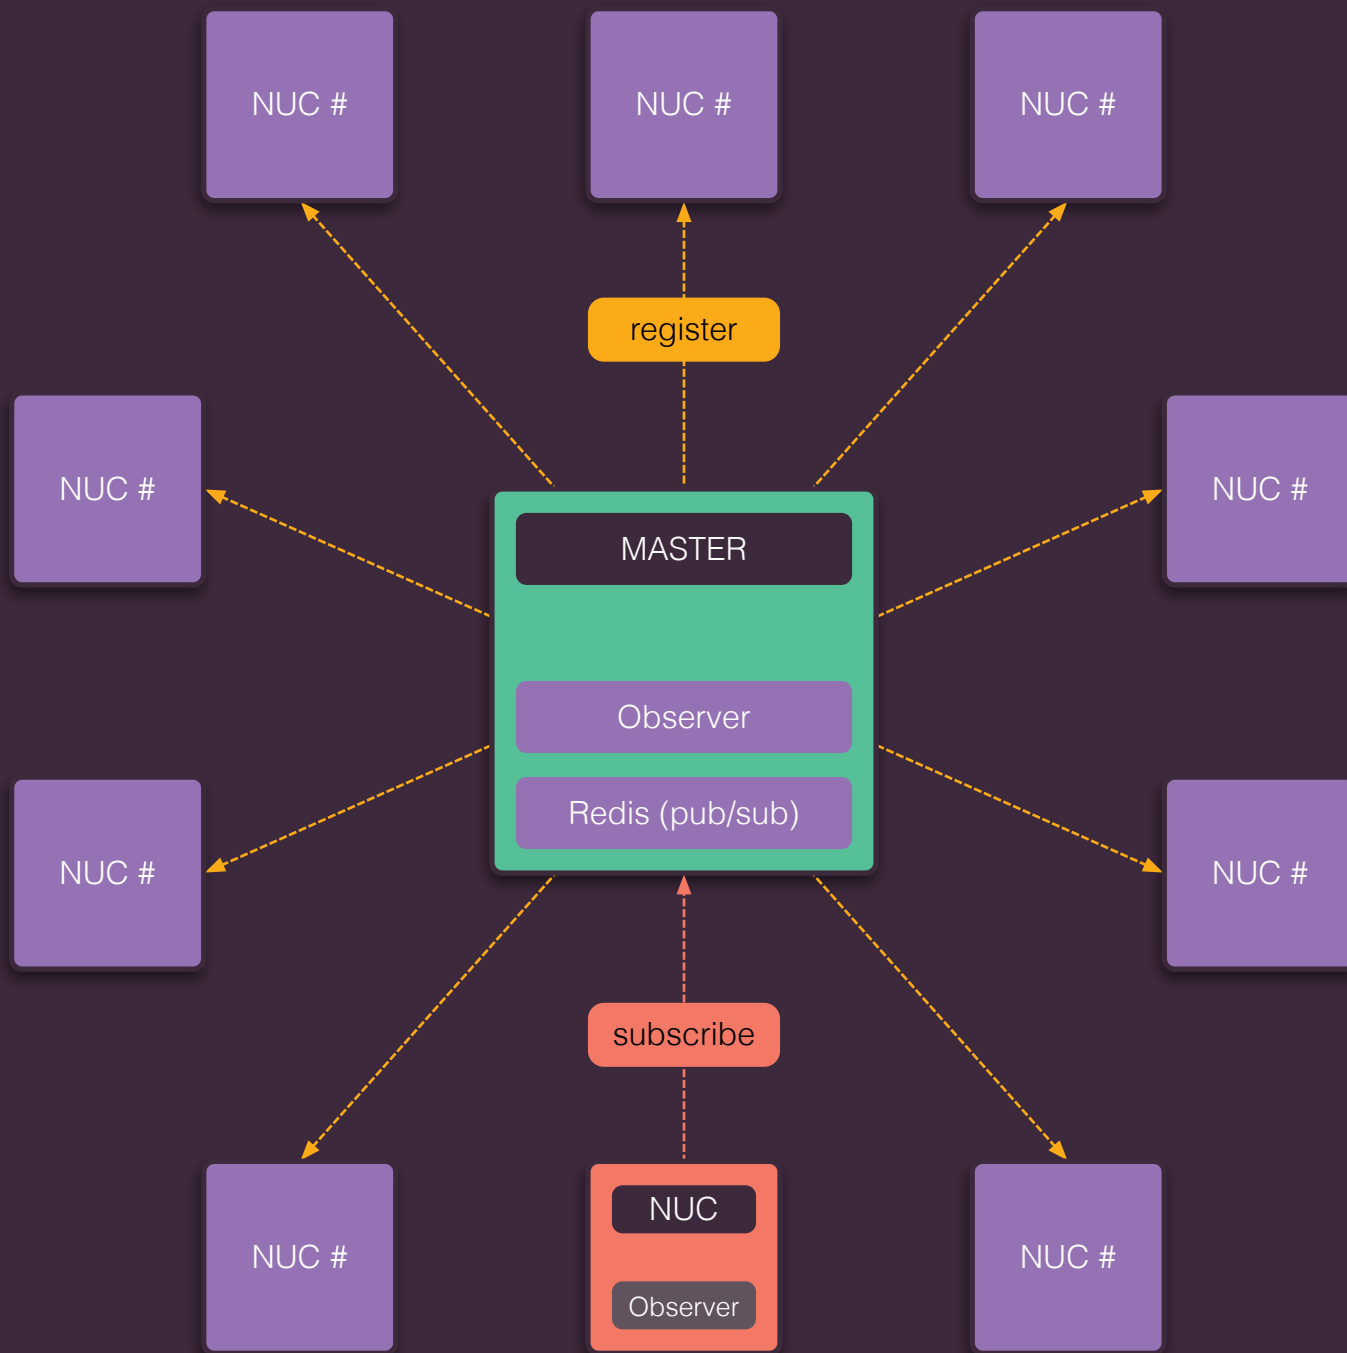 NUC #
NUC #
NUC #
register
NUC #
NUC #
MASTER
Observer
Redis (pub/sub)
NUC #
NUC #
subscribe
NUC #
NUC
Observer
NUC #